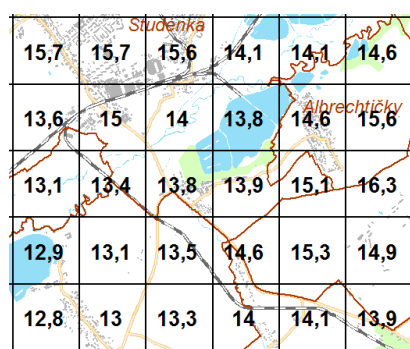 Studénka
15,7 15,7 15,6 14,1 14,1 14,6
Albrechtičky
13,6 15 14 13,8 14,6 15,6
13,1 13,4 13,8 13,9 15,1 16,3
12,9 13,1 13,5 14,6 15,3 14,9
12,8 13 13,3 14 14,1 13,9